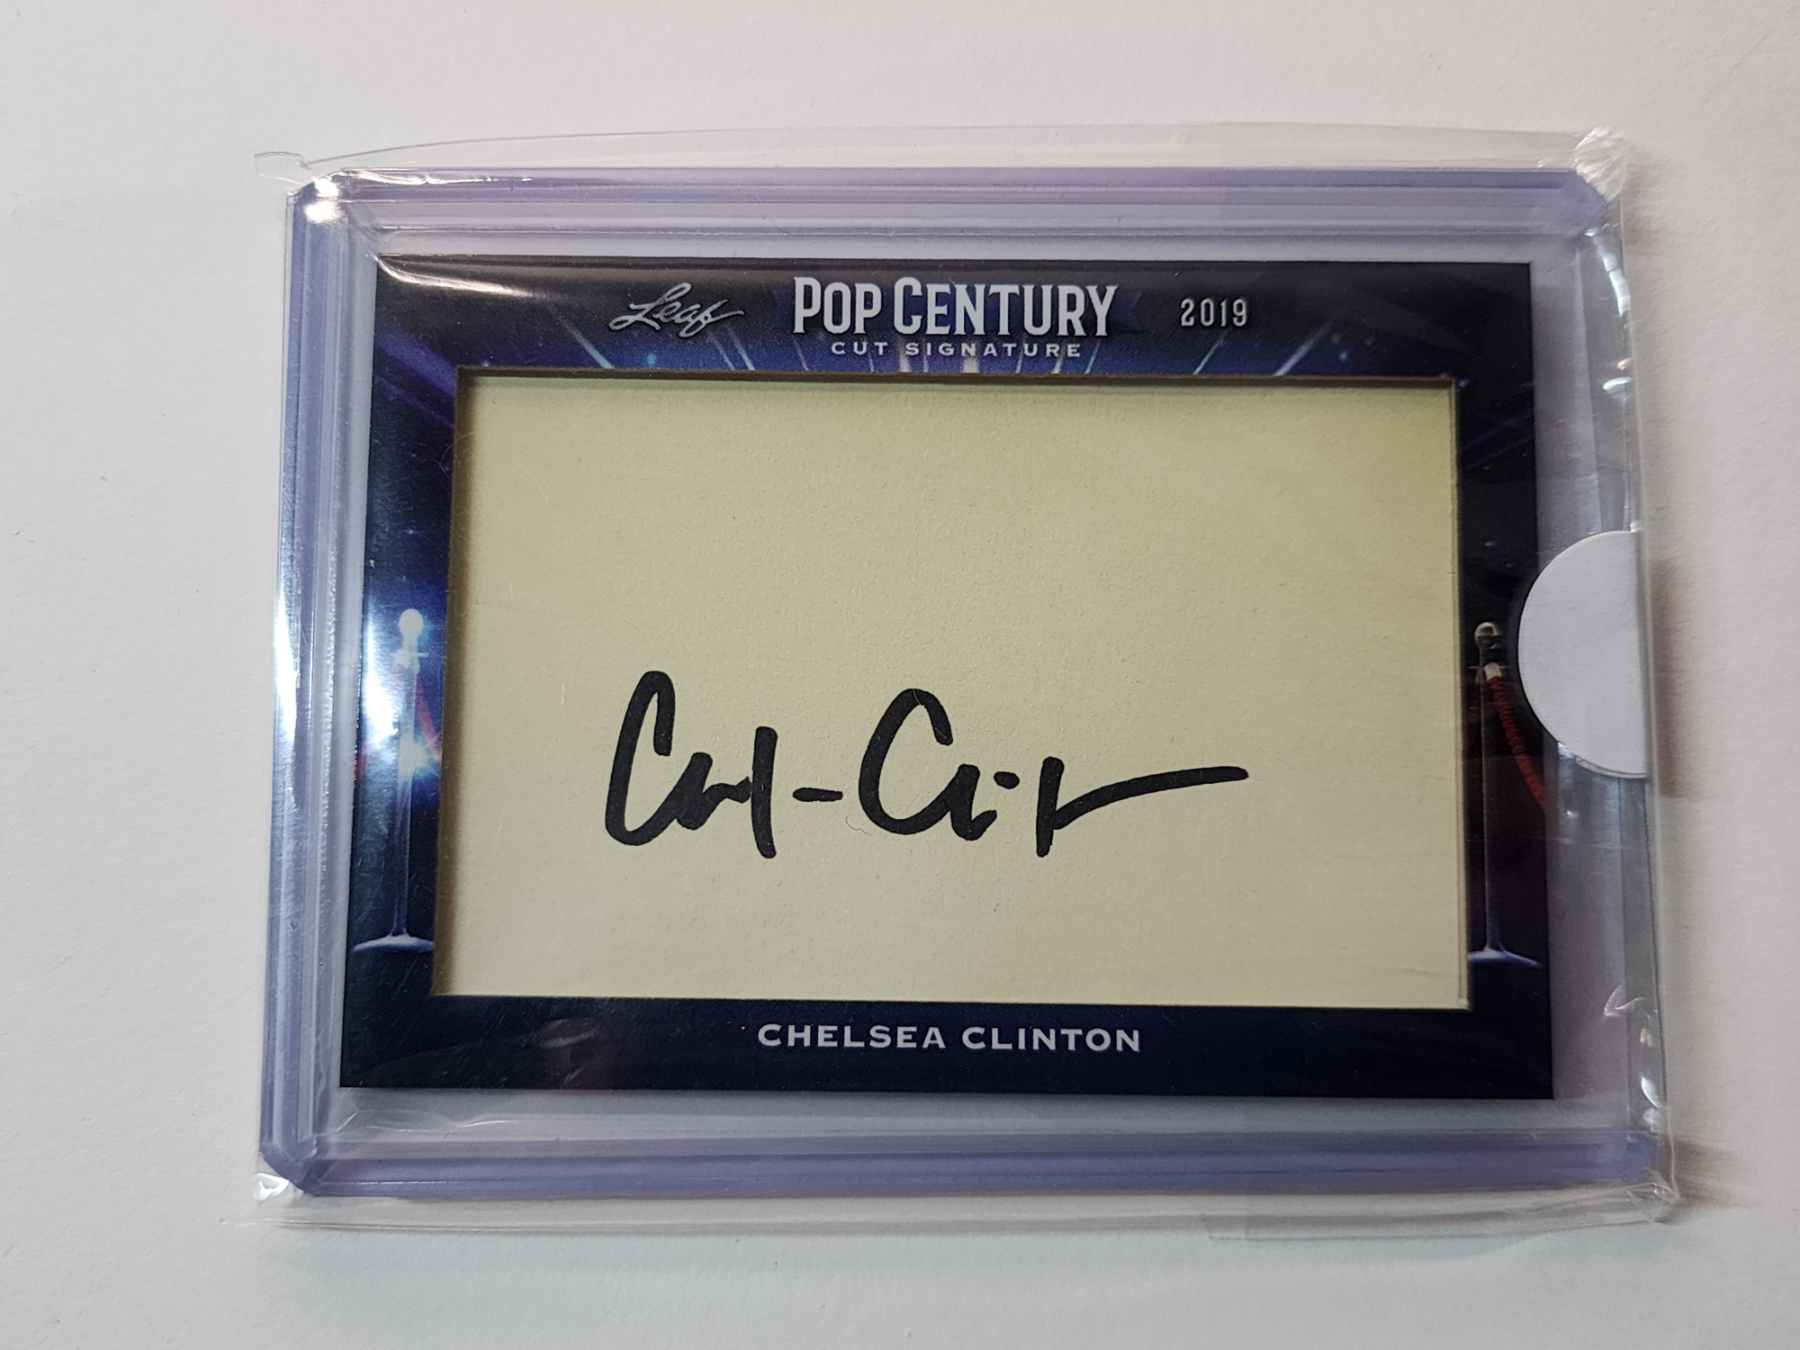 Leaf POP CENTURY 2019
CUT SIGNATURE
CHELSEA CLINTON